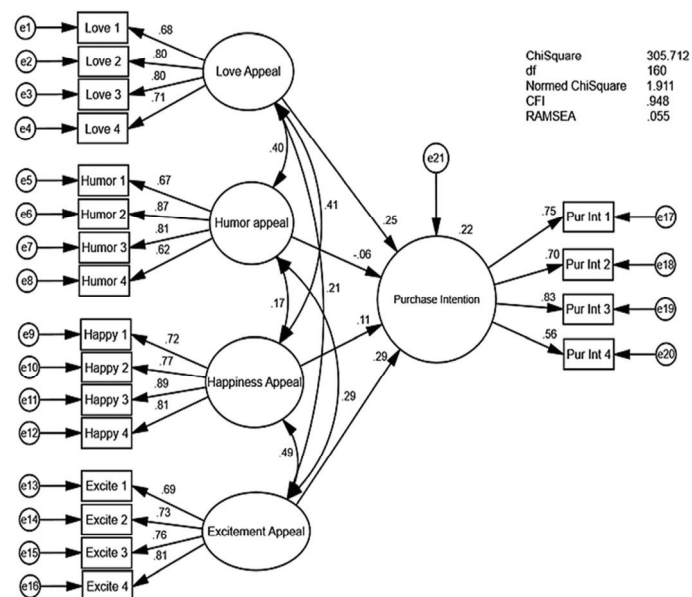 e1
Love 1
.68
e2
Love 2
.80
e3
Love 3
.80
e4
Love 4
.71
Love Appeal
ChiSquare 305.712
df 160
Normed ChiSquare 1.911
CFI .948
RAMSEA .055
.40
e21
e5
Humor 1
.67
e6
Humor 2
.87
e7
Humor 3
.81
e8
Humor 4
.62
Humor appeal
.41
.25
-.06
.22
.21
.17
.11
.29
Purchase Intention
.75
Pur Int 1
e17
.70
Pur Int 2
e18
.83
Pur Int 3
e19
.56
Pur Int 4
e20
e9
Happy 1
.72
e10
Happy 2
.77
e11
Happy 3
.89
e12
Happy 4
.81
Happiness Appeal
.29
.49
e13
Excite 1
.69
e14
Excite 2
.73
e15
Excite 3
.76
e16
Excite 4
.81
Excitement Appeal